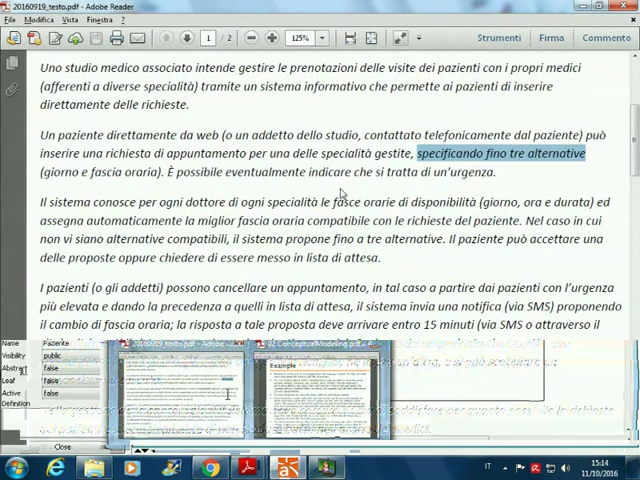 20160919_testo.pdf - Adobe Reader
File Modifica Vista Finestra ?
1 / 2 125% Strumenti Firma Commento
Uno studio medico associato intende gestire le prenotazioni delle visite dei pazienti con i propri medici
(afferenti a diverse specialità) tramite un sistema informativo che permette ai pazienti di inserire
direttamente delle richieste.
Un paziente direttamente da web (o un addetto dello studio, contattato telefonicamente dal paziente) può
inserire una richiesta di appuntamento per una delle specialità gestite, specificando fino tre alternative
(giorno e fascia oraria). È possibile eventualmente indicare che si tratta di un'urgenza.
Il sistema conosce per ogni dottore di ogni specialità le fasce orarie di disponibilità (giorno, ora e durata) ed
assegna automaticamente la miglior fascia oraria compatibile con le richieste del paziente. Nel caso in cui
non vi siano alternative compatibili, il sistema propone fino a tre alternative. Il paziente può accettare una
delle proposte oppure chiedere di essere messo in lista di attesa.
I pazienti (o gli addetti) possono cancellare un appuntamento, in tal caso a partire dai pazienti con l'urgenza
più elevata e dando la precedenza a quelli in lista di attesa, il sistema invia una notifica (via SMS) proponendo
il cambio di fascia oraria; la risposta a tale proposta deve arrivare entro 15 minuti (via SMS o attraverso il
Name Paziente
Visibility public
Abstract false
Leaf false
Active false
Definition
Close
20160919_testo.pdf - Adobe
02 ConceptualModeling.pdf
Example
IT 15:14
11/10/2016